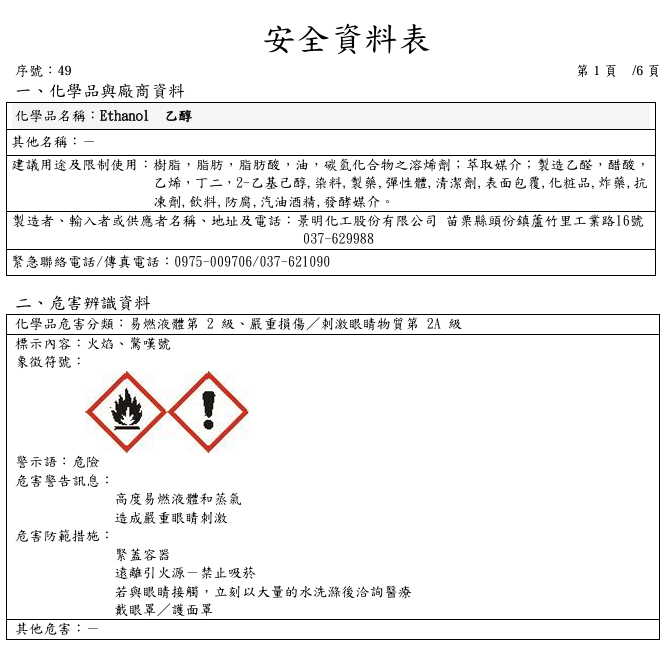 安全資料表
序號：49 第 1 頁 /6 頁
一、化學品與廠商資料
化學品名稱：Ethanol 乙醇
其他名稱：－
建議用途及限制使用：樹脂，脂肪，脂肪酸，油，碳氫化合物之溶烯劑；萃取媒介；製造乙醛，醋酸，
乙烯，丁二，2-乙基己醇,染料,製藥,彈性體,清潔劑,表面包覆,化粧品,炸藥,抗
凍劑,飲料,防腐,汽油酒精,發酵媒介。
製造者、輸入者或供應者名稱、地址及電話：景明化工股份有限公司 苗栗縣頭份鎮蘆竹里工業路16號
037-629988
緊急聯絡電話/傳真電話：0975-009706/037-621090
二、危害辨識資料
化學品危害分類：易燃液體第 2 級、嚴重損傷／刺激眼睛物質第 2A 級
標示內容：火焰、驚嘆號
象徵符號：
警示語：危險
危害警告訊息：
高度易燃液體和蒸氣
造成嚴重眼睛刺激
危害防範措施：
緊蓋容器
遠離引火源－禁止吸菸
若與眼睛接觸，立刻以大量的水洗滌後洽詢醫療
戴眼罩／護面罩
其他危害：－